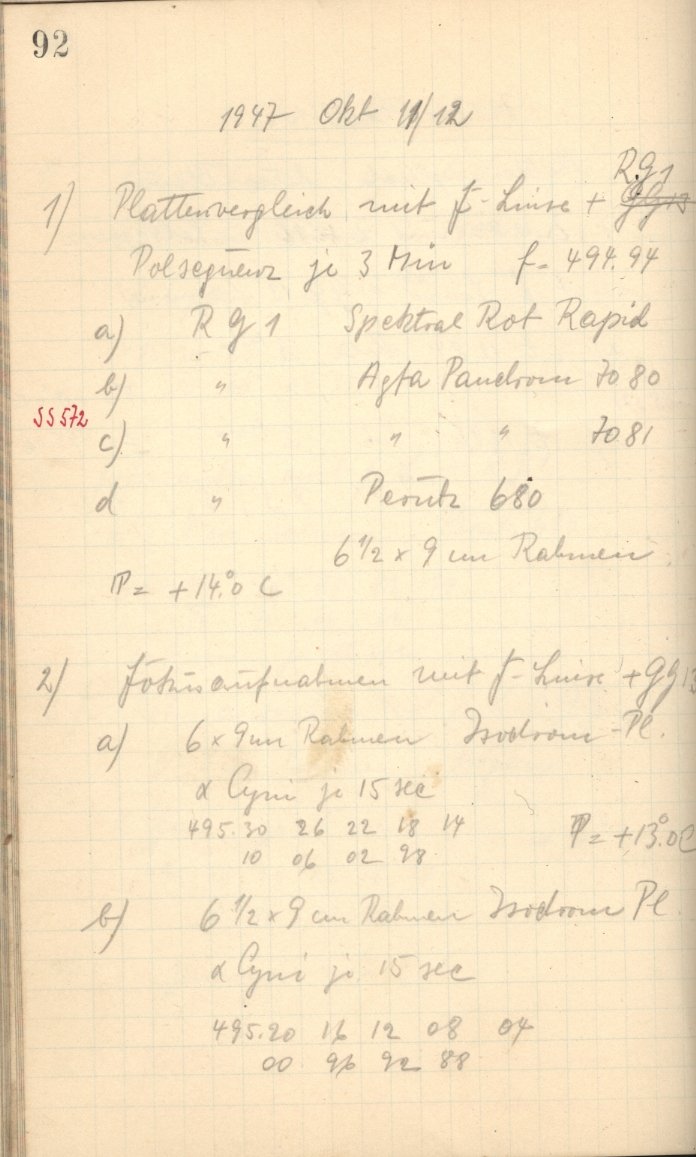 92
1947 Okt 11/12
RG1
1) Plattenvergleich mit F-Linse + GG13
Polsequenz je 3 Min f = 494.94
a) RG1 Spektral Rot Rapid
b) " Agfa Panchrom 7080
SS572
c) " " " 7081
d " Perutz 680
6 1/2 x 9 cm Rahmen
T = +14.°0 C
2) Fokusaufnahmen mit F-Linse + GG13
a) 6 x 9 cm Rahmen Isochrom-Pl.
α Cygni je 15 sec
495.30 26 22 18 14 T = +13.°0 C
10 06 02 98
b) 6 1/2 x 9 cm Rahmen Isochrom Pl
α Cygni je 15 sec
495.20 16 12 08 04
00 96 92 88